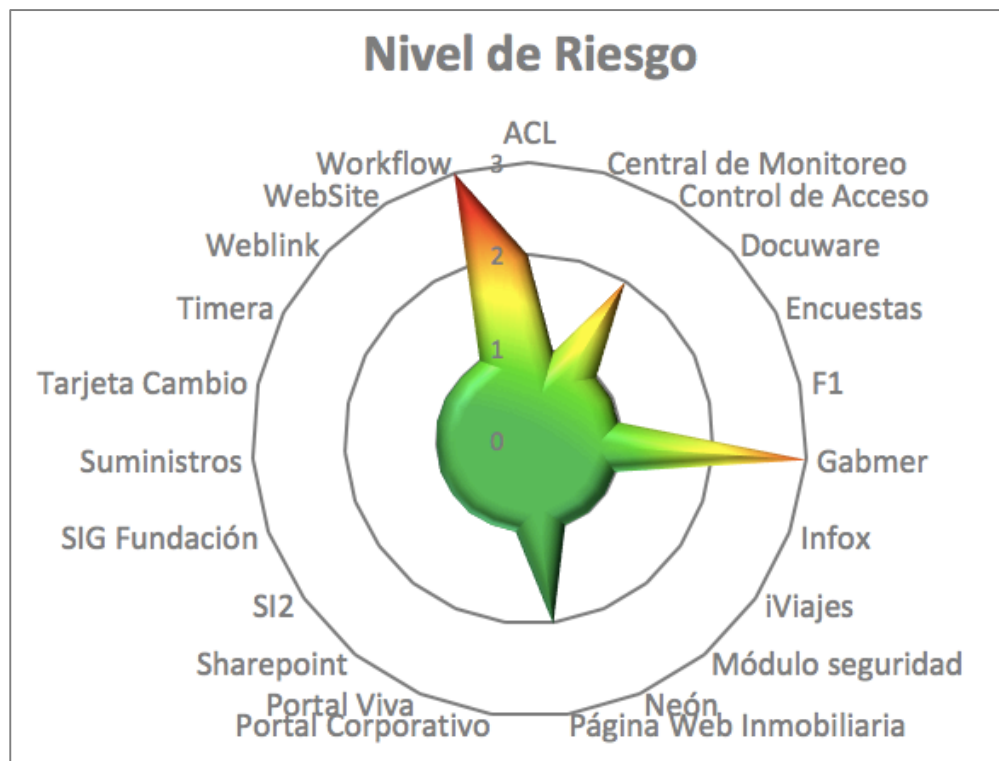 Nivel de Riesgo
ACL
Central de Monitoreo
Control de Acceso
Docuware
Encuestas
F1
Gabmer
Infox
iViajes
Módulo seguridad
Neón
Página Web Inmobiliaria
Portal Corporativo
Portal Viva
Sharepoint
SI2
SIG Fundación
Suministros
Tarjeta Cambio
Timera
Weblink
WebSite
Workflow
3
2
1
0